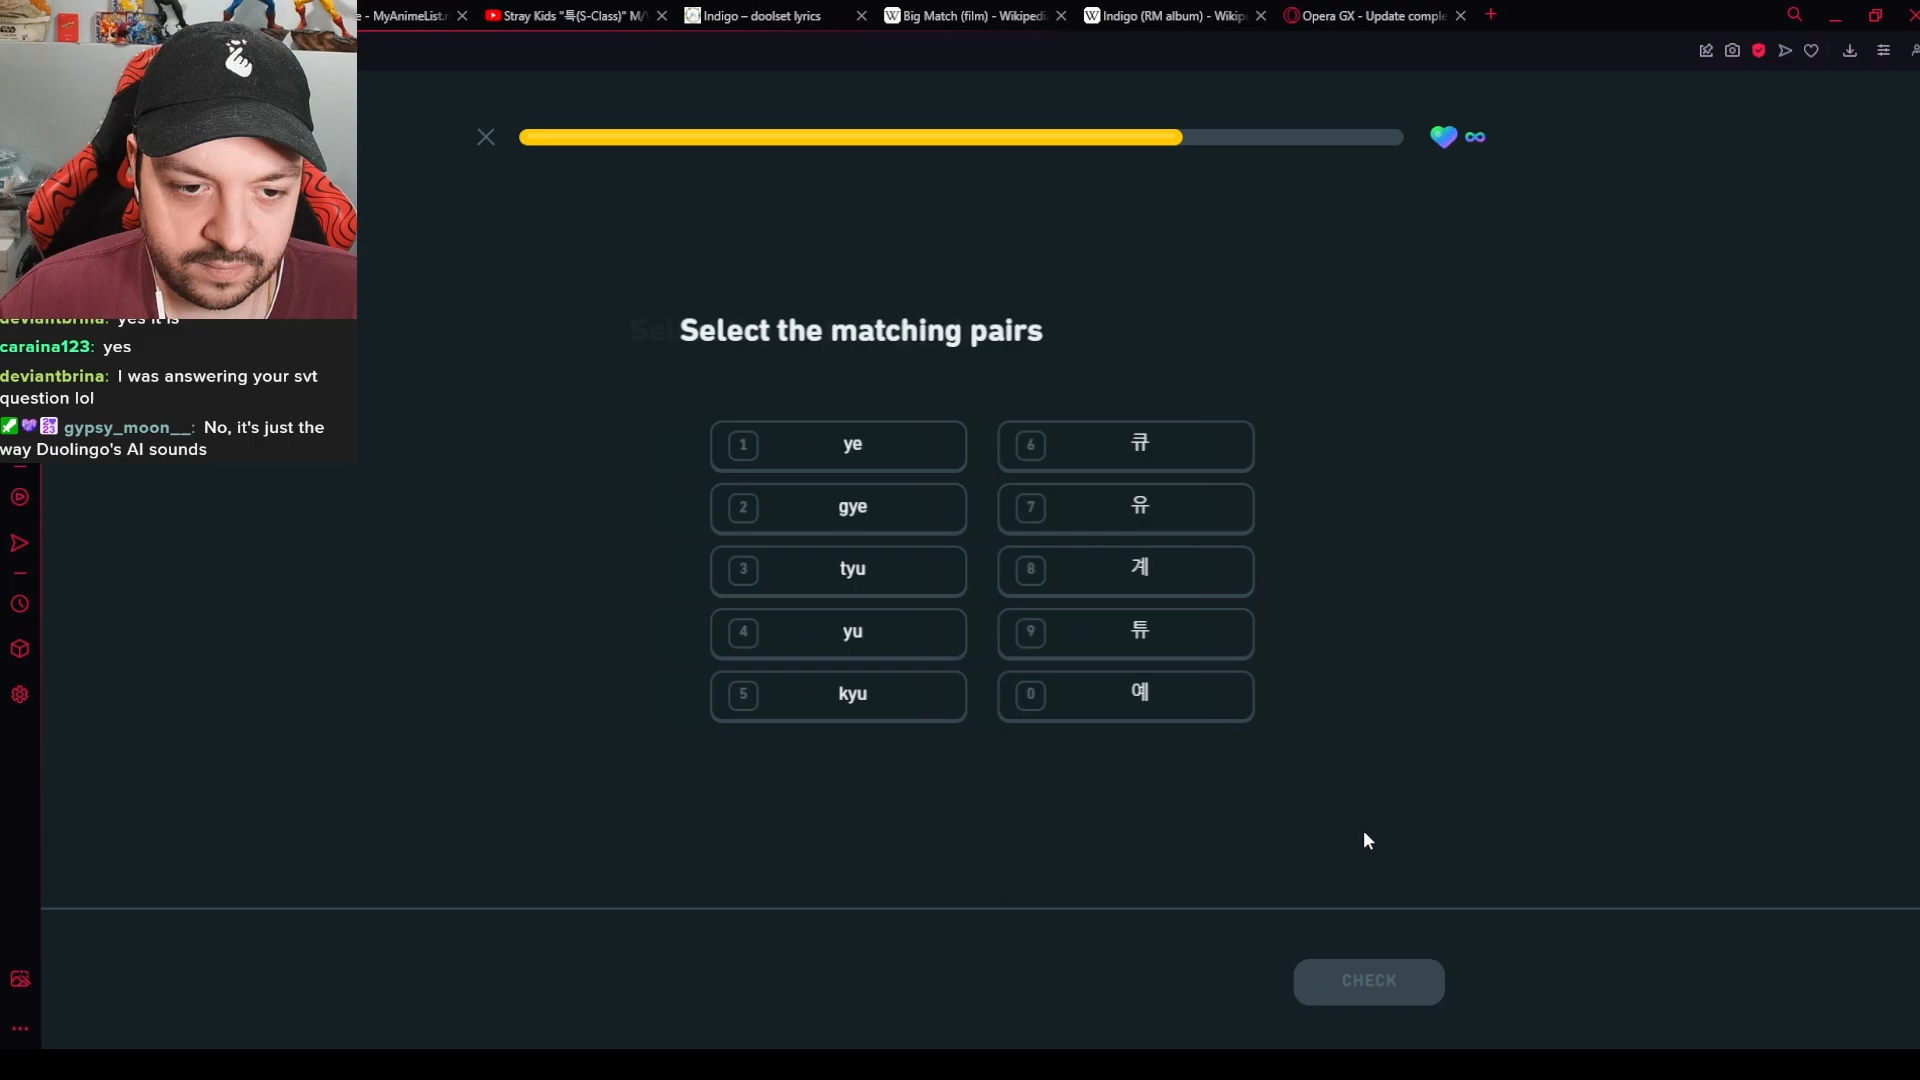 e - MyAnimeList.n
Stray Kids "특(S-Class)" M/V
Indigo – doolset lyrics
Big Match (film) - Wikipedi
Indigo (RM album) - Wikip
Opera GX - Update comple
deviantbrina: yes it is
caraina123: yes
deviantbrina: I was answering your svt
question lol
gypsy_moon__: No, it's just the
way Duolingo's AI sounds
Select the matching pairs
1 ye
6 큐
2 gye
7 유
3 tyu
8 계
4 yu
9 튜
5 kyu
0 예
CHECK